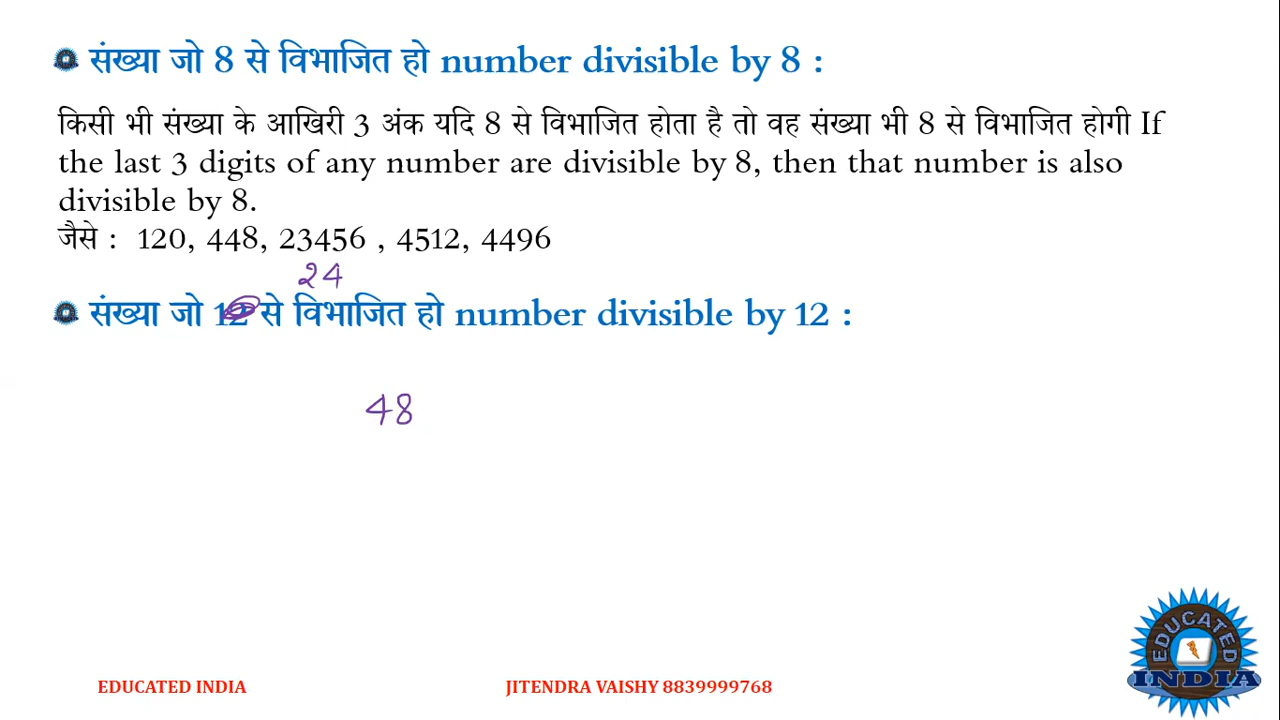 संख्या जो 8 से विभाजित हो number divisible by 8 :
किसी भी संख्या के आखिरी 3 अंक यदि 8 से विभाजित होता है तो वह संख्या भी 8 से विभाजित होगी If
the last 3 digits of any number are divisible by 8, then that number is also
divisible by 8.
जैसे : 120, 448, 23456 , 4512, 4496
24
संख्या जो 12 से विभाजित हो number divisible by 12 :
48
EDUCATED INDIA
JITENDRA VAISHY 8839999768
EDUCATED
INDIA